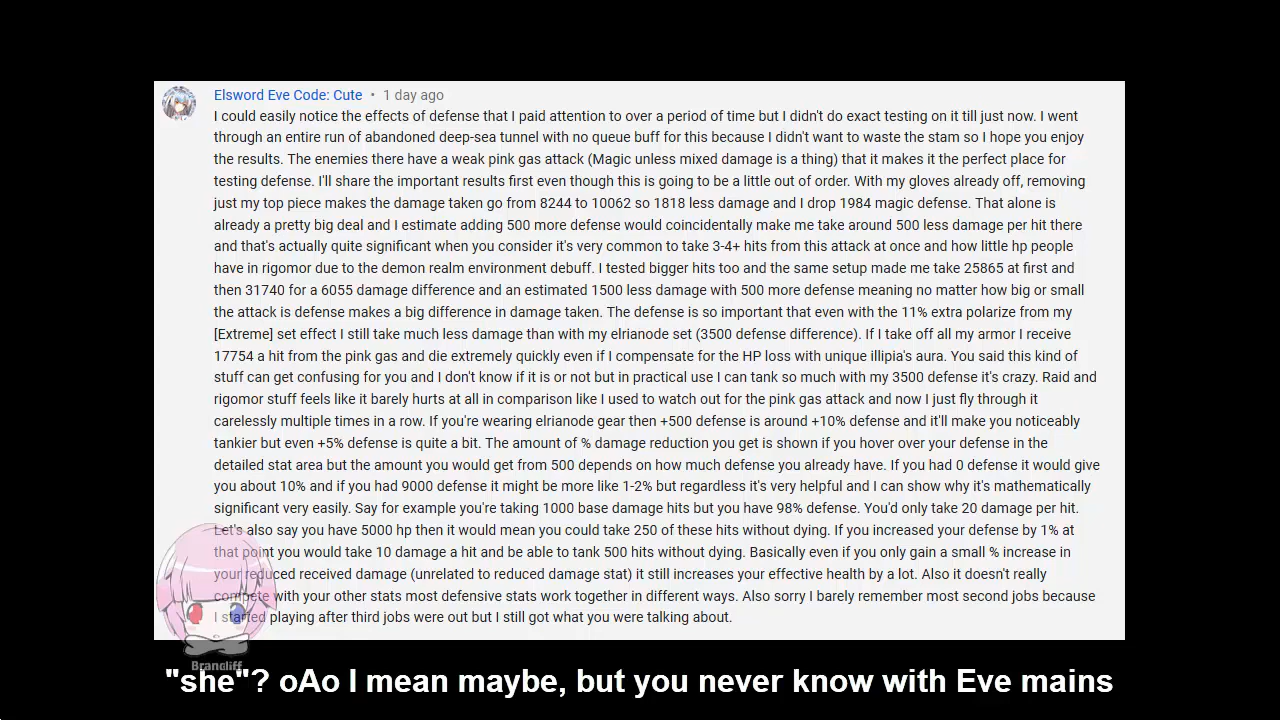 Elsword Eve Code: Cute • 1 day ago
I could easily notice the effects of defense that I paid attention to over a period of time but I didn't do exact testing on it till just now. I went
through an entire run of abandoned deep-sea tunnel with no queue buff for this because I didn't want to waste the stam so I hope you enjoy
the results. The enemies there have a weak pink gas attack (Magic unless mixed damage is a thing) that it makes it the perfect place for
testing defense. I'll share the important results first even though this is going to be a little out of order. With my gloves already off, removing
just my top piece makes the damage taken go from 8244 to 10062 so 1818 less damage and I drop 1984 magic defense. That alone is
already a pretty big deal and I estimate adding 500 more defense would coincidentally make me take around 500 less damage per hit there
and that's actually quite significant when you consider it's very common to take 3-4+ hits from this attack at once and how little hp people
have in rigomor due to the demon realm environment debuff. I tested bigger hits too and the same setup made me take 25865 at first and
then 31740 for a 6055 damage difference and an estimated 1500 less damage with 500 more defense meaning no matter how big or small
the attack is defense makes a big difference in damage taken. The defense is so important that even with the 11% extra polarize from my
[Extreme] set effect I still take much less damage than with my elrianode set (3500 defense difference). If I take off all my armor I receive
17754 a hit from the pink gas and die extremely quickly even if I compensate for the HP loss with unique illipia's aura. You said this kind of
stuff can get confusing for you and I don't know if it is or not but in practical use I can tank so much with my 3500 defense it's crazy. Raid and
rigomor stuff feels like it barely hurts at all in comparison like I used to watch out for the pink gas attack and now I just fly through it
carelessly multiple times in a row. If you're wearing elrianode gear then +500 defense is around +10% defense and it'll make you noticeably
tankier but even +5% defense is quite a bit. The amount of % damage reduction you get is shown if you hover over your defense in the
detailed stat area but the amount you would get from 500 depends on how much defense you already have. If you had 0 defense it would give
you about 10% and if you had 9000 defense it might be more like 1-2% but regardless it's very helpful and I can show why it's mathematically
significant very easily. Say for example you're taking 1000 base damage hits but you have 98% defense. You'd only take 20 damage per hit.
Let's also say you have 5000 hp then it would mean you could take 250 of these hits without dying. If you increased your defense by 1% at
that point you would take 10 damage a hit and be able to tank 500 hits without dying. Basically even if you only gain a small % increase in
your reduced received damage (unrelated to reduced damage stat) it still increases your effective health by a lot. Also it doesn't really
compete with your other stats most defensive stats work together in different ways. Also sorry I barely remember most second jobs because
I started playing after third jobs were out but I still got what you were talking about.
Brancliff
"she"? oAo I mean maybe, but you never know with Eve mains